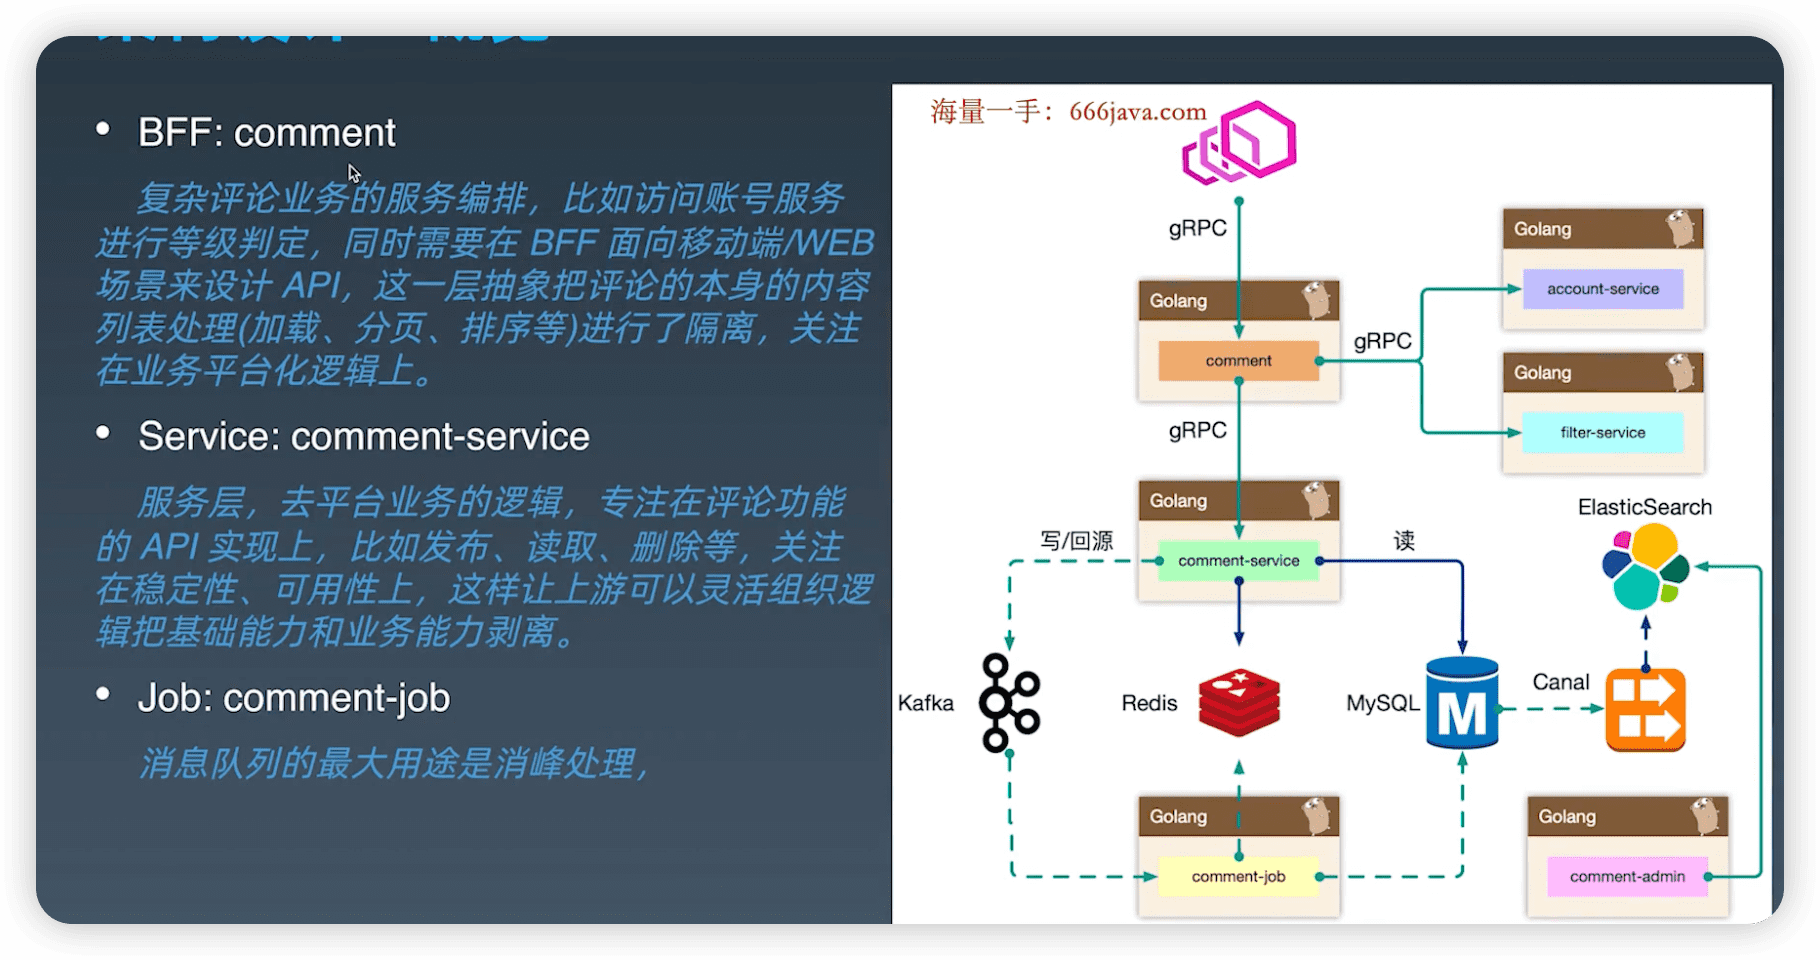 BFF: comment
复杂评论业务的服务编排，比如访问账号服务
进行等级判定，同时需要在 BFF 面向移动端/WEB
场景来设计 API，这一层抽象把评论的本身的内容
列表处理(加载、分页、排序等)进行了隔离，关注
在业务平台化逻辑上。
Service: comment-service
服务层，去平台业务的逻辑，专注在评论功能
的 API 实现上，比如发布、读取、删除等，关注
在稳定性、可用性上，这样让上游可以灵活组织逻
辑把基础能力和业务能力剥离。
Job: comment-job
消息队列的最大用途是消峰处理，
海量一手：666java.com
gRPC
Golang
comment
gRPC
Golang
account-service
Golang
filter-service
gRPC
Golang
comment-service
写/回源
读
ElasticSearch
Kafka
Redis
MySQL
M
Canal
Golang
comment-job
Golang
comment-admin